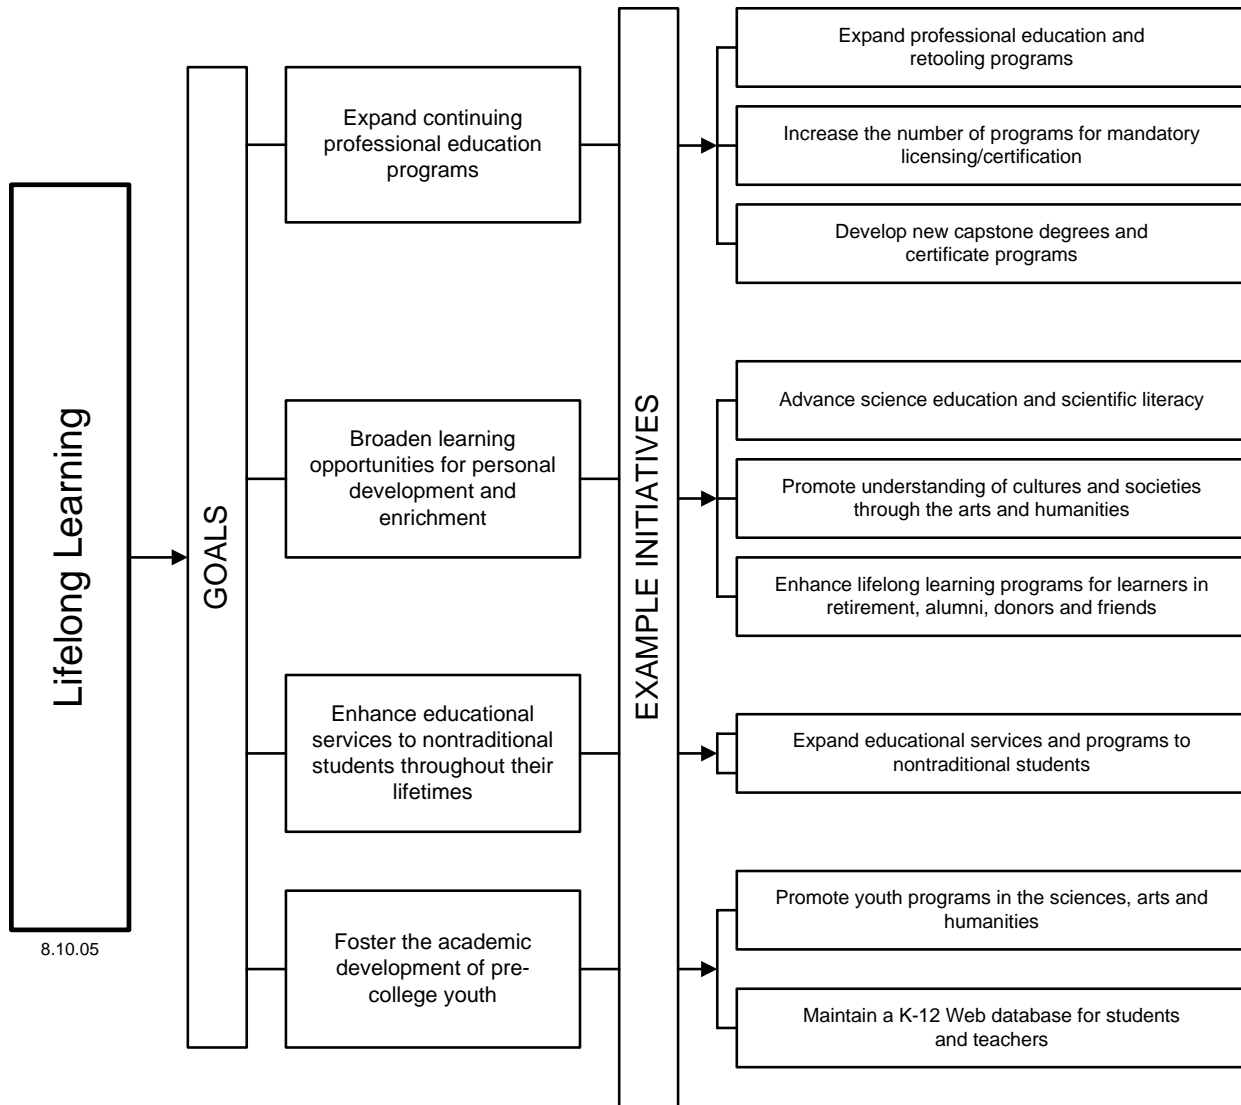 Lifelong Learning
8.10.05
GOALS
Expand continuing
professional education
programs
Broaden learning
opportunities for personal
development and
enrichment
Enhance educational
services to nontraditional
students throughout their
lifetimes
Foster the academic
development of pre-
college youth
EXAMPLE INITIATIVES
Expand professional education and
retooling programs
Increase the number of programs for mandatory
licensing/certification
Develop new capstone degrees and
certificate programs
Advance science education and scientific literacy
Promote understanding of cultures and societies
through the arts and humanities
Enhance lifelong learning programs for learners in
retirement, alumni, donors and friends
Expand educational services and programs to
nontraditional students
Promote youth programs in the sciences, arts and
humanities
Maintain a K-12 Web database for students
and teachers